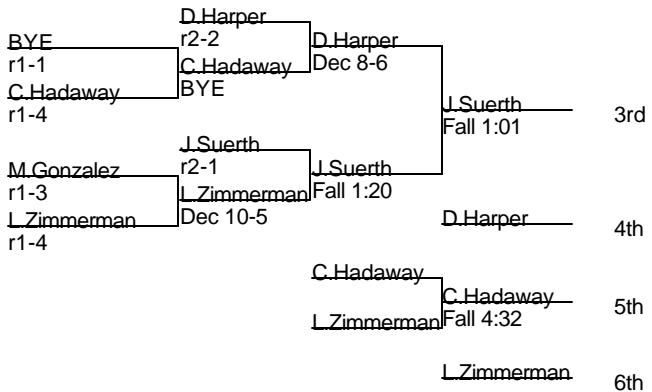 D.Harper
r2-2
BYE
r1-1
C.Hadaway
BYE
C.Hadaway
r1-4
D.Harper
Dec 8-6
J.Suerth
r2-1
M.Gonzalez
r1-3
L.Zimmerman
Dec 10-5
L.Zimmerman
r1-4
J.Suerth
Fall 1:20
J.Suerth
Fall 1:01
3rd
D.Harper
4th
C.Hadaway
L.Zimmerman
C.Hadaway
Fall 4:32
5th
L.Zimmerman
6th